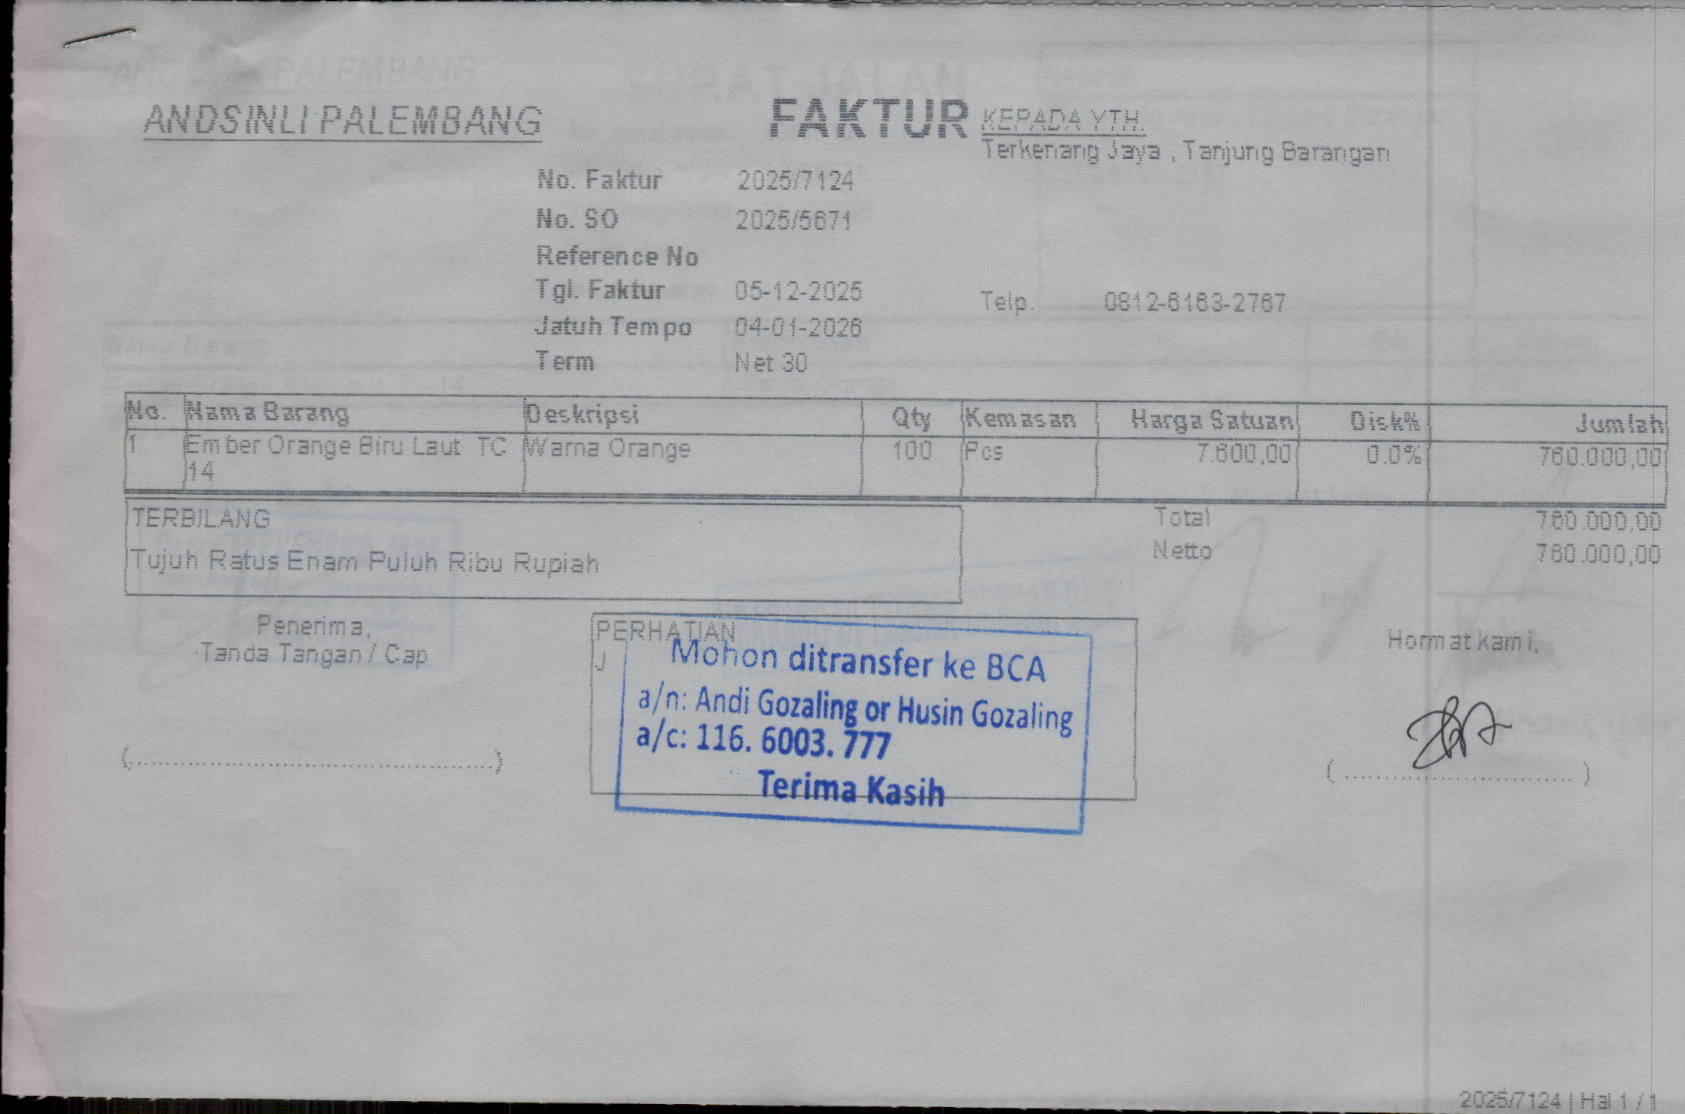 ANDSINLI PALEMBANG
FAKTUR
KEPADA YTH.
Terkenang Jaya , Tanjung Barangan
No. Faktur 2025/7124
No. SO 2025/5671
Reference No
Tgl. Faktur 05-12-2025
Telp. 0812-6163-2767
Jatuh Tempo 04-01-2026
Term Net 30
No. Nama Barang Deskripsi Qty Kemasan Harga Satuan Disk% Jumlah
1 Ember Orange Biru Laut TC Warna Orange 100 Pcs 7.600,00 0.0% 760.000,00
14
TERBILANG
Tujuh Ratus Enam Puluh Ribu Rupiah
Total 760.000,00
Netto 760.000,00
Penerima,
Tanda Tangan / Cap
(..............................................)
PERHATIAN
J
Mohon ditransfer ke BCA
a/n: Andi Gozaling or Husin Gozaling
a/c: 116. 6003. 777
Terima Kasih
Hormat kami,
(.............................)
2025/7124 | Hal 1 / 1